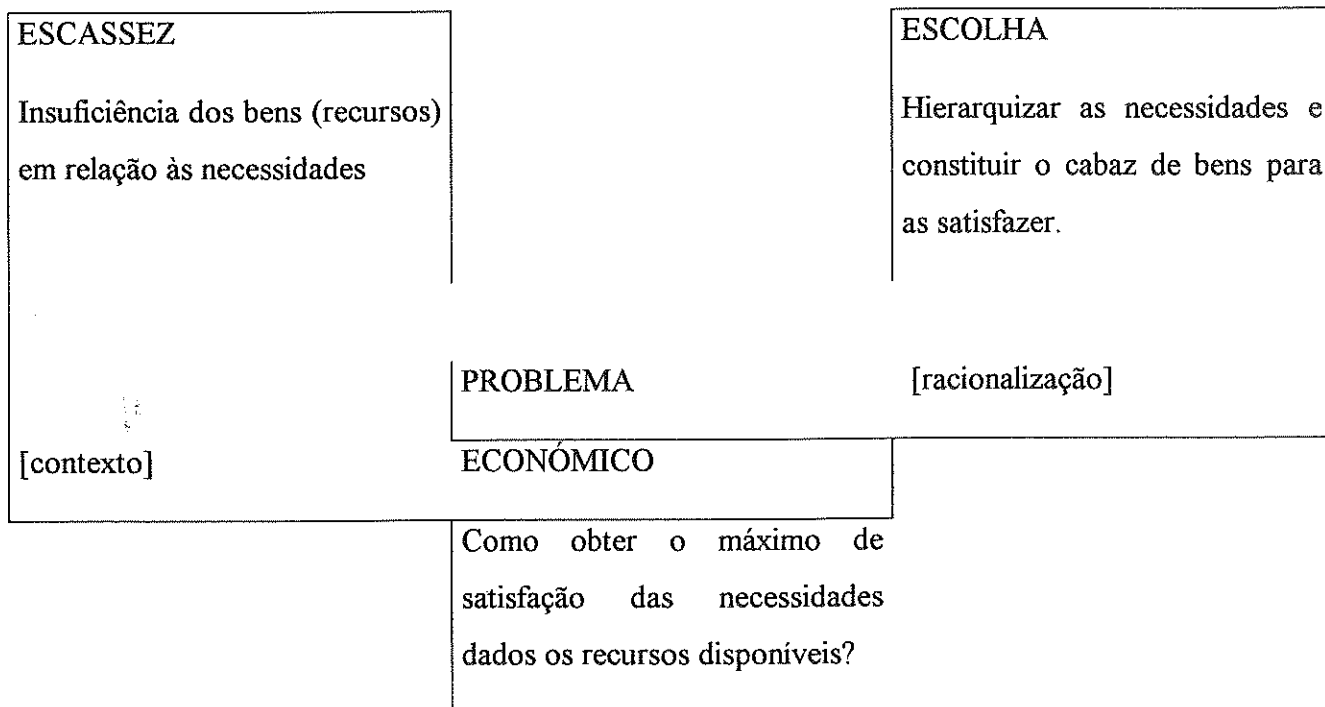 ESCASSEZ
Insuficiência dos bens (recursos)
em relação às necessidades
[contexto]
ESCOLHA
Hierarquizar as necessidades e
constituir o cabaz de bens para
as satisfazer.
[racionalização]
PROBLEMA
ECONÓMICO
Como obter o máximo de
satisfação das necessidades
dados os recursos disponíveis?